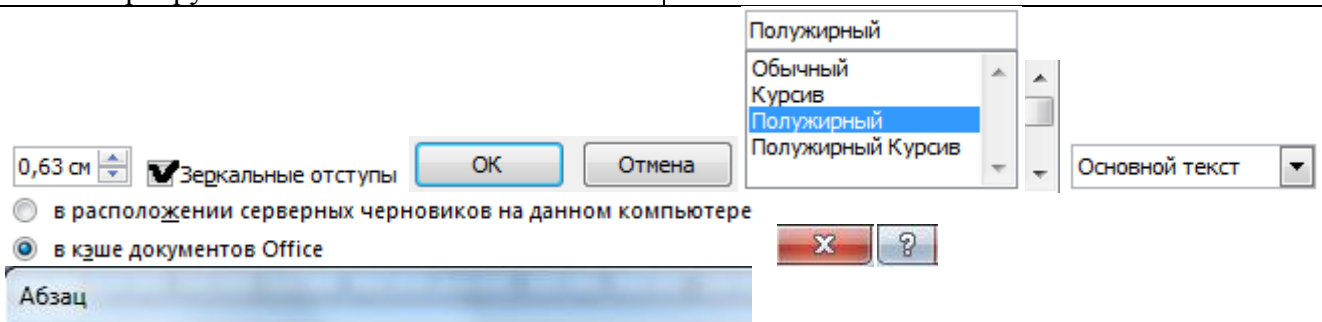 Полужирный
Обычный
Курсив
Полужирный
Полужирный Курсив
0,63 см Зеркальные отступы ОК Отмена Основной текст
в расположении серверных черновиков на данном компьютере
в кэше документов Office
?
Абзац